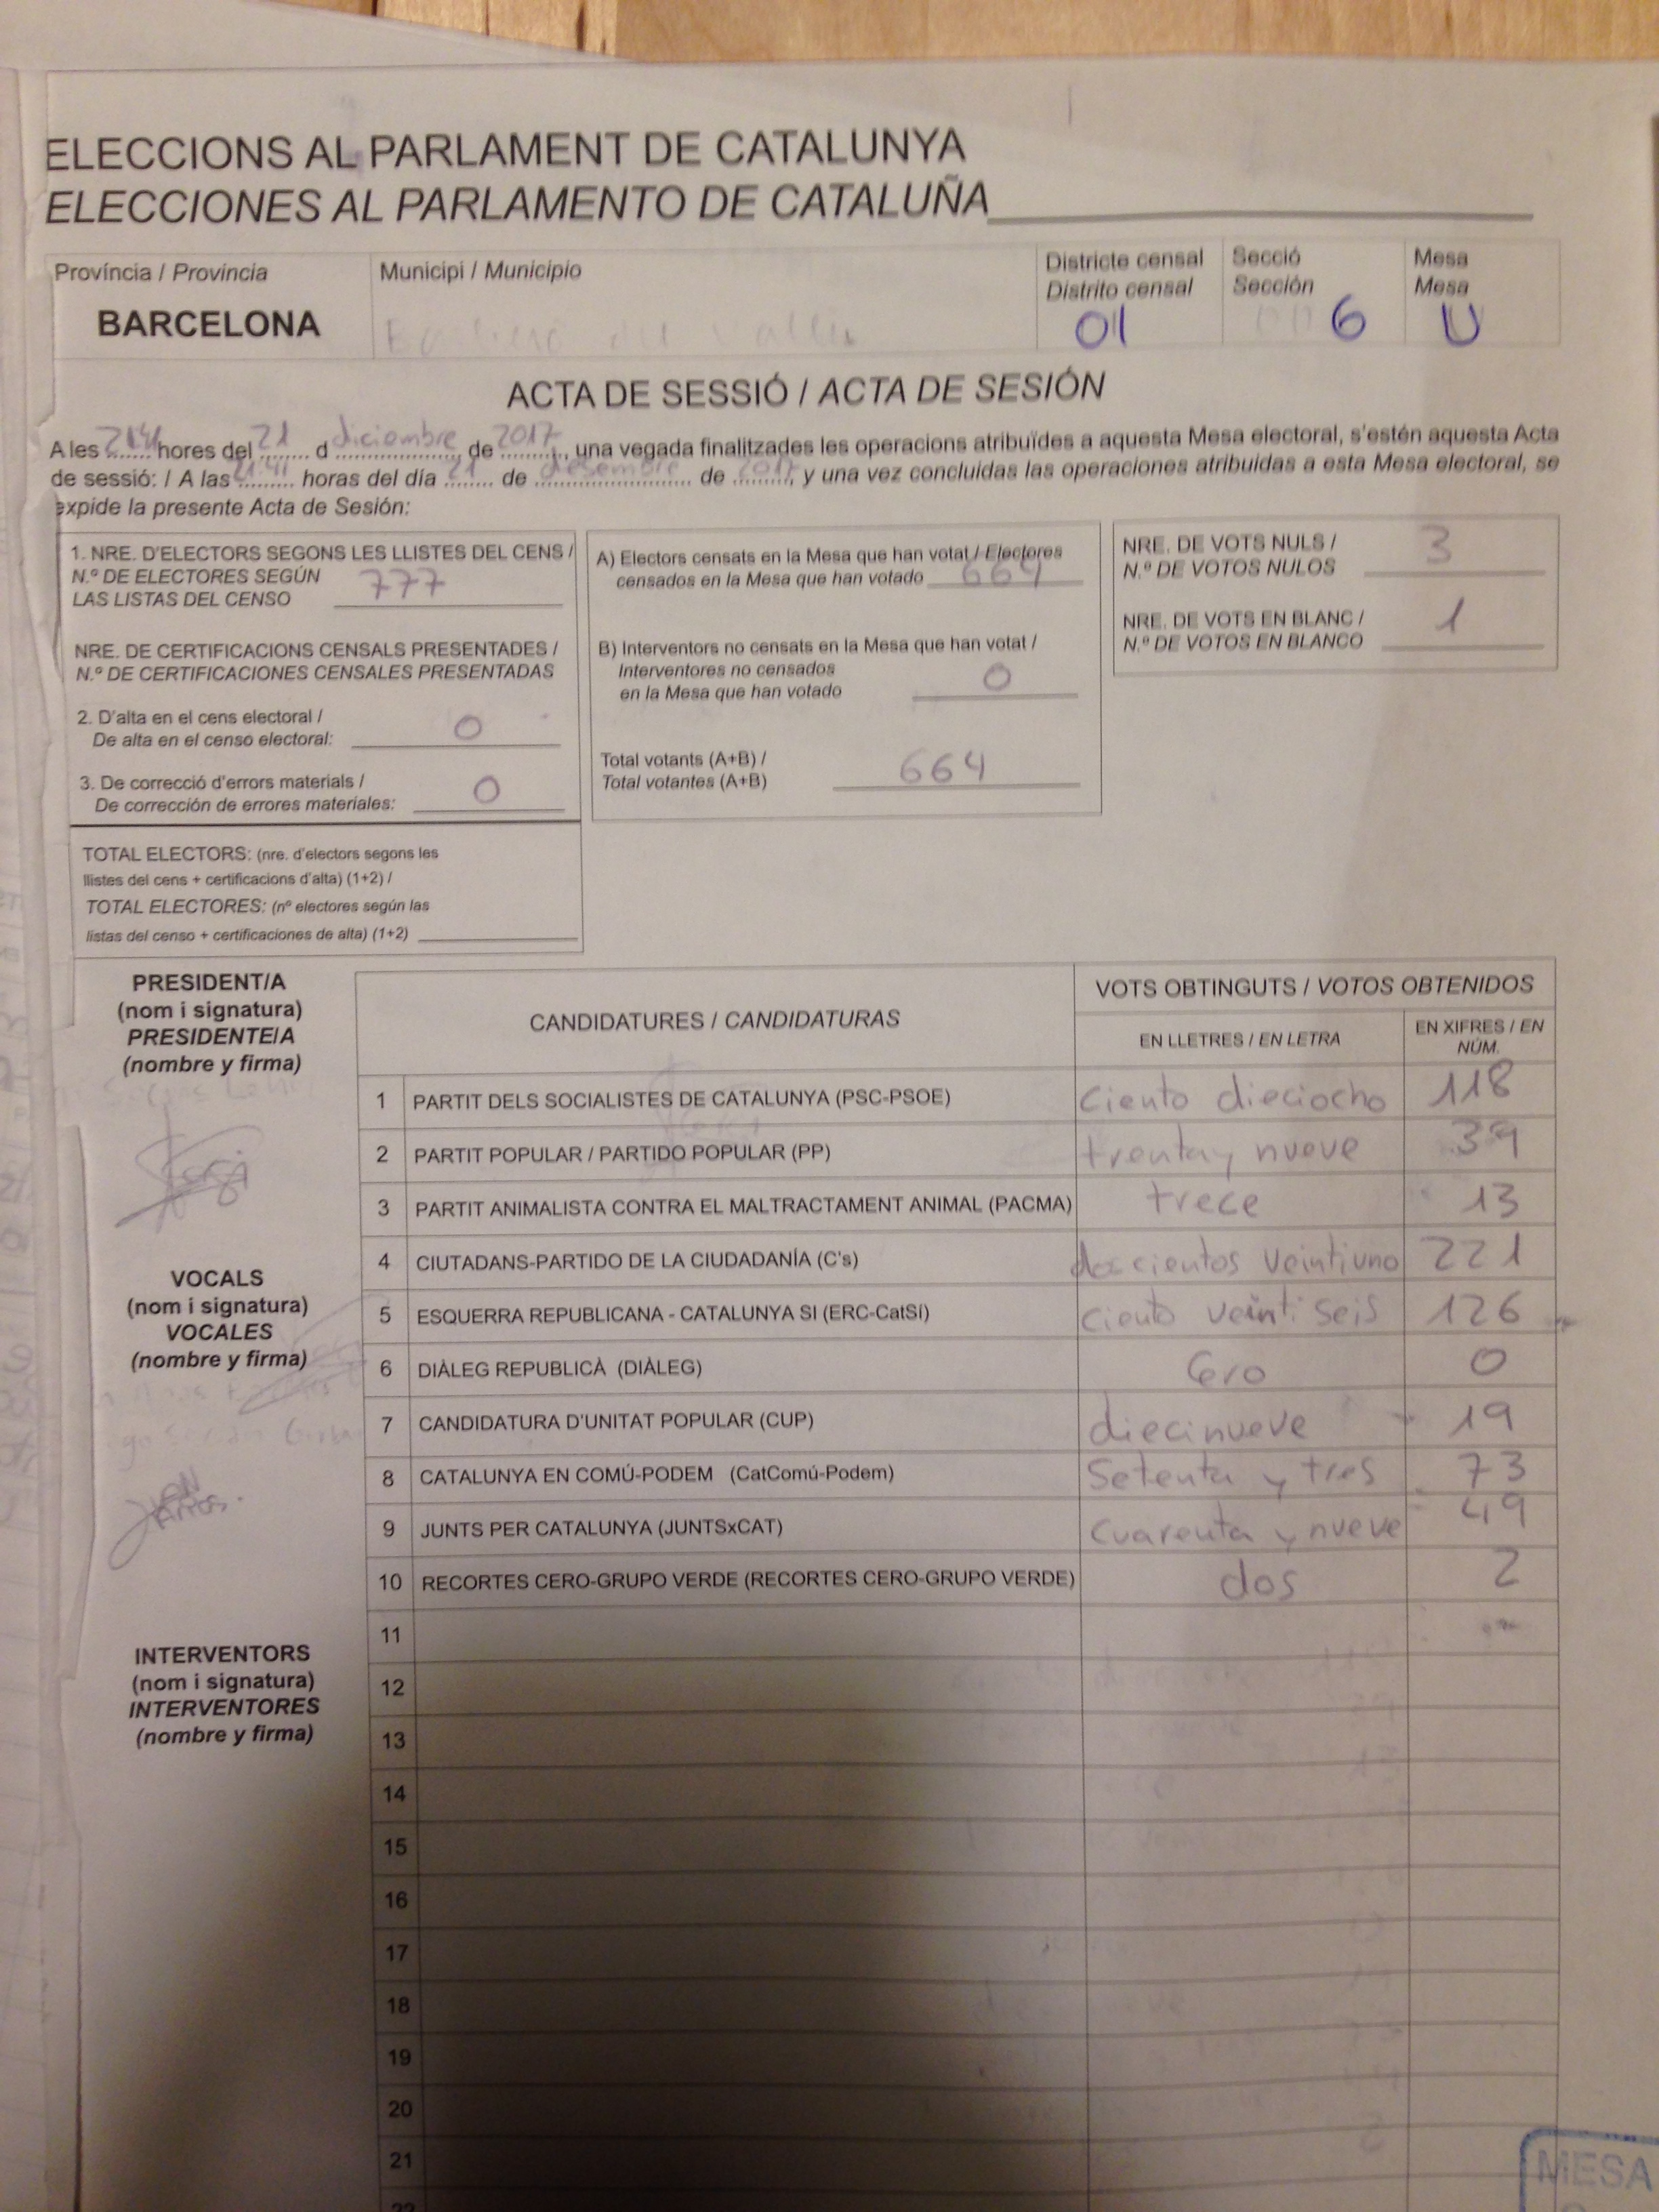 ELECCIONS AL PARLAMENT DE CATALUNYA
ELECCIONES AL PARLAMENTO DE CATALUÑA
Província / Provincia
BARCELONA
Municipi / Municipio
del Vallès
Districte censal
Distrito censal
01
Secció
Sección
6
Mesa
Mesa
U
ACTA DE SESSIÓ / ACTA DE SESIÓN
A les 21:41 hores del 21 d diciembre de 2017, una vegada finalitzades les operacions atribuïdes a aquesta Mesa electoral, s'estén aquesta Acta
de sessió: / A las 21:41 horas del día 21 de desembre de 2017, y una vez concluidas las operaciones atribuidas a esta Mesa electoral, se
expide la presente Acta de Sesión:
1. NRE. D'ELECTORS SEGONS LES LLISTES DEL CENS /
N.º DE ELECTORES SEGÚN
LAS LISTAS DEL CENSO 777
NRE. DE CERTIFICACIONS CENSALS PRESENTADES /
N.º DE CERTIFICACIONES CENSALES PRESENTADAS
2. D'alta en el cens electoral /
De alta en el censo electoral: 0
3. De correcció d'errors materials /
De corrección de errores materiales: 0
TOTAL ELECTORS: (nre. d'electors segons les
llistes del cens + certificacions d'alta) (1+2) /
TOTAL ELECTORES: (nº electores según las
listas del censo + certificaciones de alta) (1+2)
A) Electors censats en la Mesa que han votat / Electores
censados en la Mesa que han votado 664
B) Interventors no censats en la Mesa que han votat /
Interventores no censados
en la Mesa que han votado 0
Total votants (A+B) /
Total votantes (A+B) 664
NRE. DE VOTS NULS /
N.º DE VOTOS NULOS 3
NRE. DE VOTS EN BLANC /
N.º DE VOTOS EN BLANCO 1
PRESIDENT/A
(nom i signatura)
PRESIDENTE/A
(nombre y firma)
VOCALS
(nom i signatura)
VOCALES
(nombre y firma)
INTERVENTORS
(nom i signatura)
INTERVENTORES
(nombre y firma)
CANDIDATURES / CANDIDATURAS
VOTS OBTINGUTS / VOTOS OBTENIDOS
EN LLETRES / EN LETRA
EN XIFRES / EN
NÚM.
1 PARTIT DELS SOCIALISTES DE CATALUNYA (PSC-PSOE) Ciento dieciocho 118
2 PARTIT POPULAR / PARTIDO POPULAR (PP) trenta y nueve 39
3 PARTIT ANIMALISTA CONTRA EL MALTRACTAMENT ANIMAL (PACMA) trece 13
4 CIUTADANS-PARTIDO DE LA CIUDADANÍA (C's) doscientos veintiuno 221
5 ESQUERRA REPUBLICANA - CATALUNYA SI (ERC-CatSí) ciento veintiseis 126
6 DIÀLEG REPUBLICÀ (DIÀLEG) Cero 0
7 CANDIDATURA D'UNITAT POPULAR (CUP) diecinueve 19
8 CATALUNYA EN COMÚ-PODEM (CatComú-Podem) Setenta y tres 73
9 JUNTS PER CATALUNYA (JUNTSxCAT) Cuarenta y nueve 49
10 RECORTES CERO-GRUPO VERDE (RECORTES CERO-GRUPO VERDE) dos 2
11
12
13
14
15
16
17
18
19
20
21
22
MESA